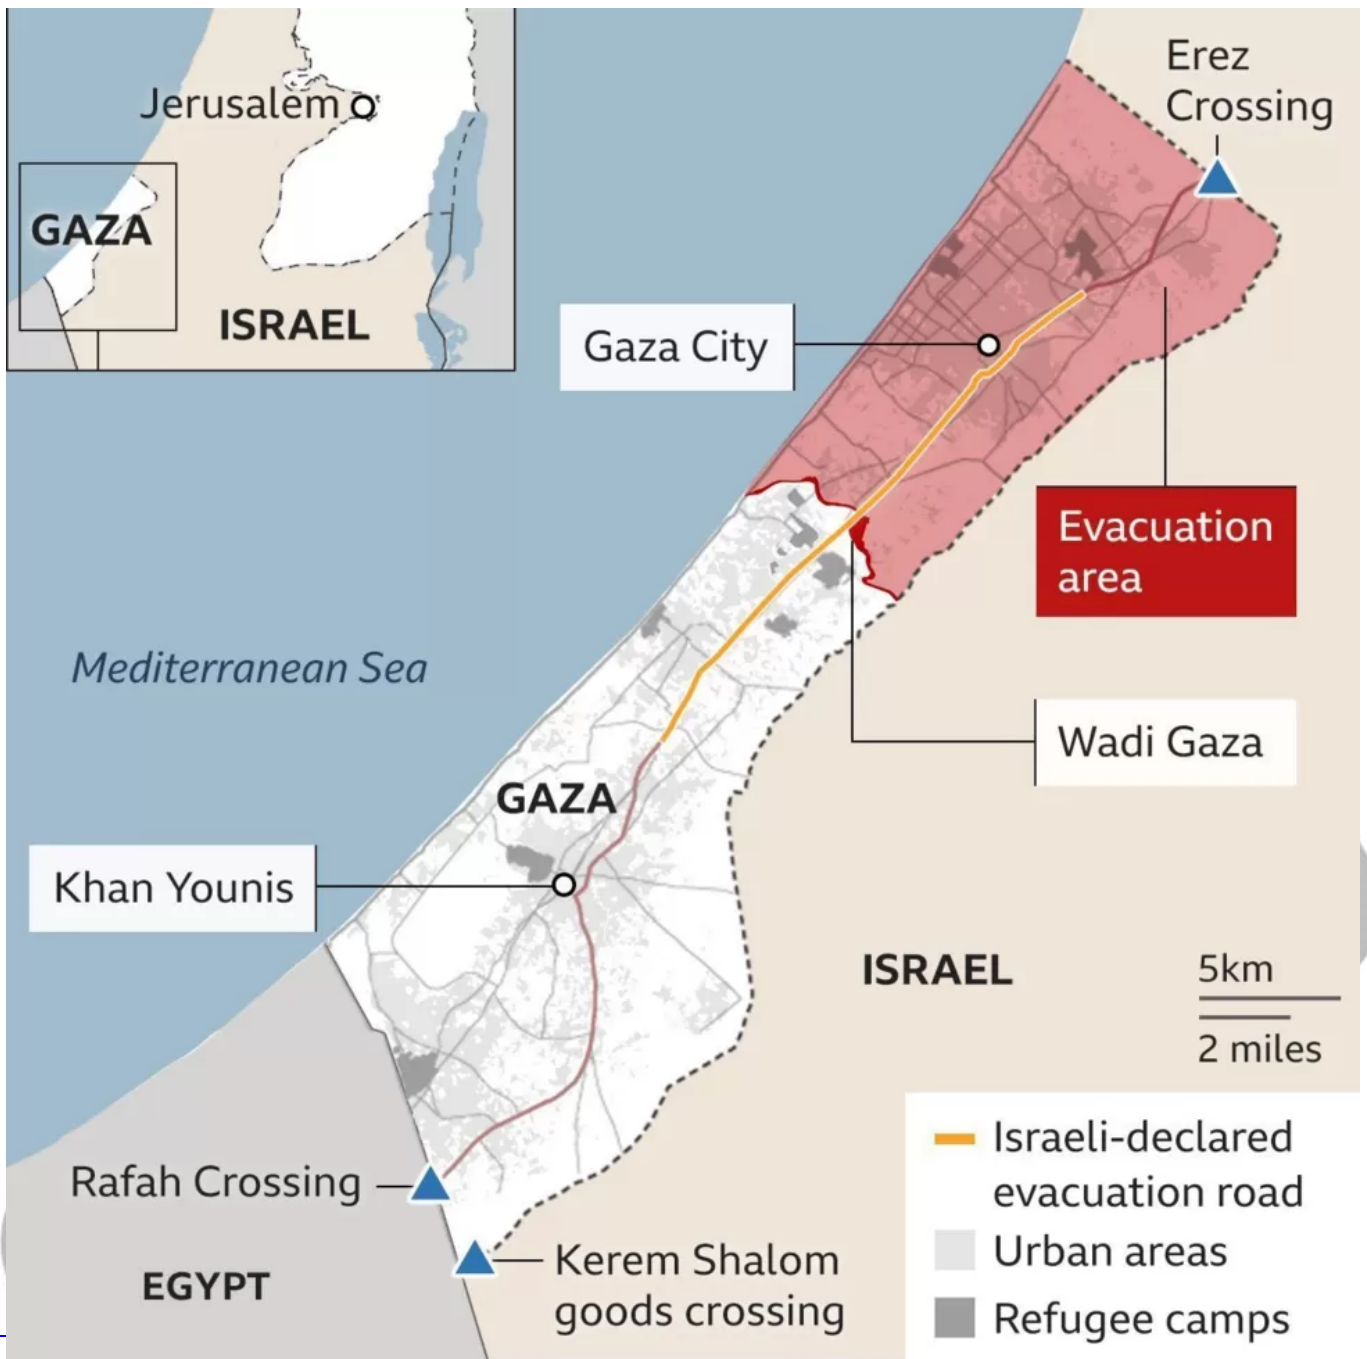 Jerusalem
GAZA
ISRAEL
Erez
Crossing
Gaza City
Evacuation
area
Mediterranean Sea
Wadi Gaza
GAZA
Khan Younis
ISRAEL
5km
2 miles
Rafah Crossing
EGYPT
Kerem Shalom
goods crossing
Israeli-declared
evacuation road
Urban areas
Refugee camps